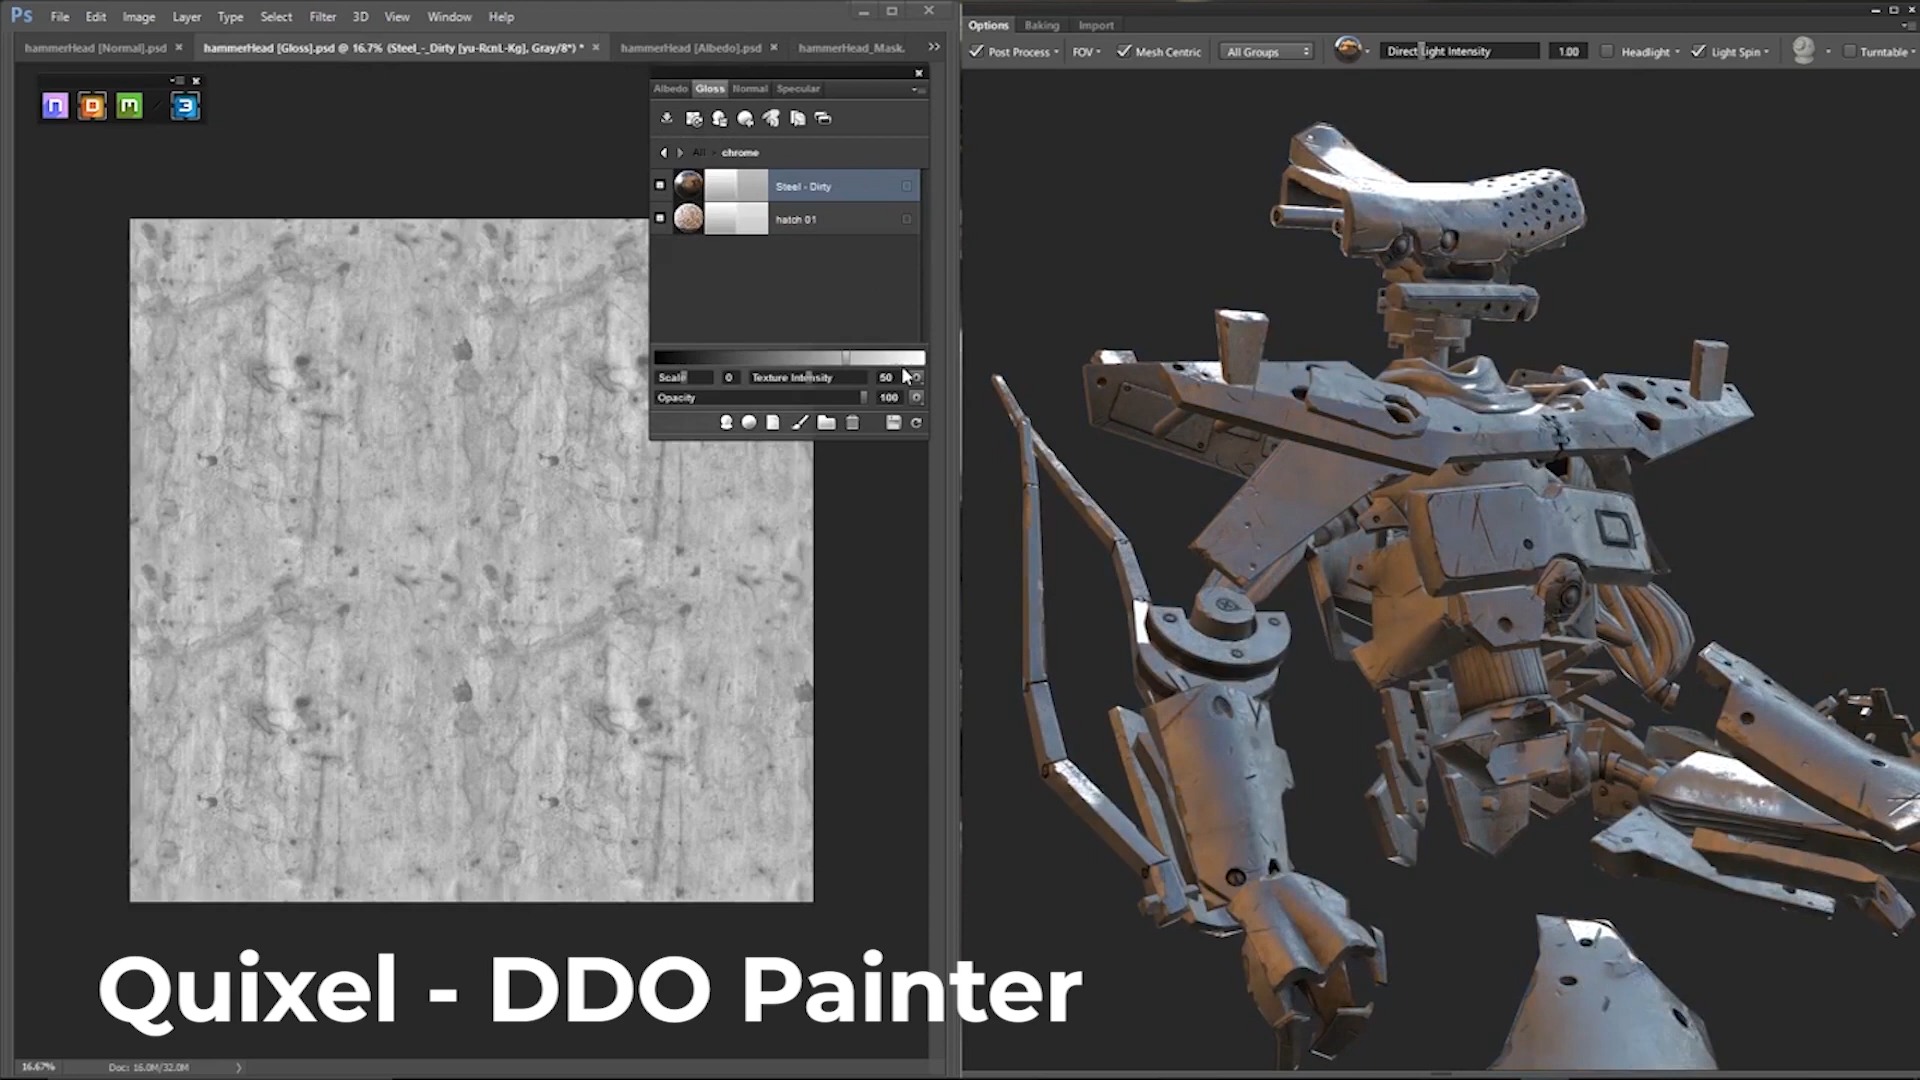 Ps File Edit Image Layer Type Select Filter 3D View Window Help
hammerHead [Normal].psd × hammerHead [Gloss].psd @ 16.7% (Steel_-_Dirty [yu-RcnL-Kg], Gray/8*) * × hammerHead [Albedo].psd × hammerHead_Mask.
n D m 3
Albedo Gloss Normal Specular
All chrome
Steel - Dirty
hatch 01
Scale 0 Texture Intensity 50
Opacity 100
16.67% Doc: 16.0M/32.0M
Options Baking Import
Post Process FOV Mesh Centric All Groups Direct Light Intensity 1.00 Headlight Light Spin Turntable
Quixel - DDO Painter